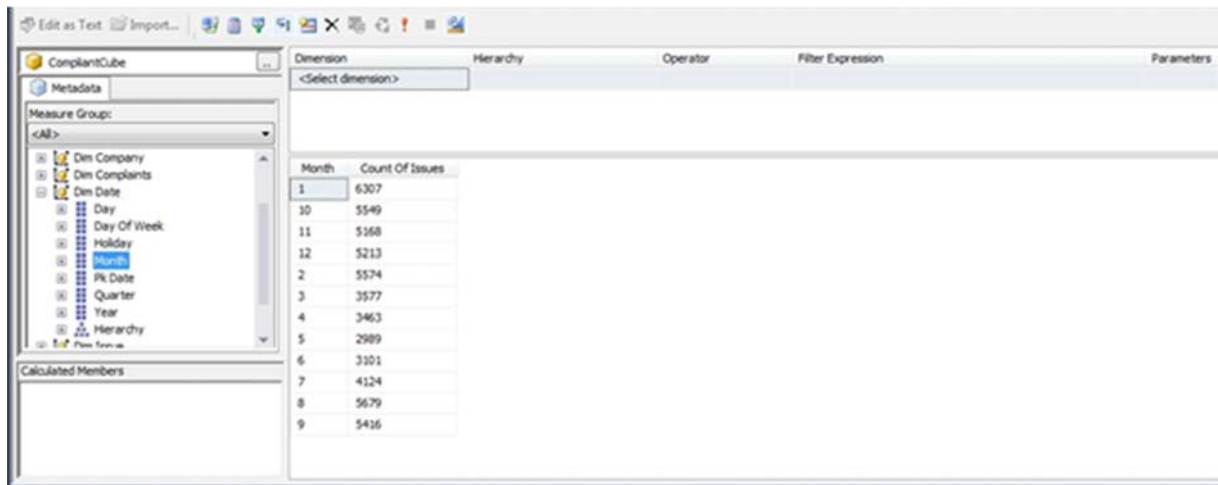 Edit as Text Import...
CompliantCube ..
Metadata
Measure Group:
<All>
Dim Company
Dim Complaints
Dim Date
Day
Day Of Week
Holiday
Month
Pk Date
Quarter
Year
Hierarchy
Dim Issue
Calculated Members
Dimension Hierarchy Operator Filter Expression Parameters
<Select dimension>
Month Count Of Issues
1 6307
10 5549
11 5168
12 5213
2 5574
3 3577
4 3463
5 2989
6 3101
7 4124
8 5679
9 5416